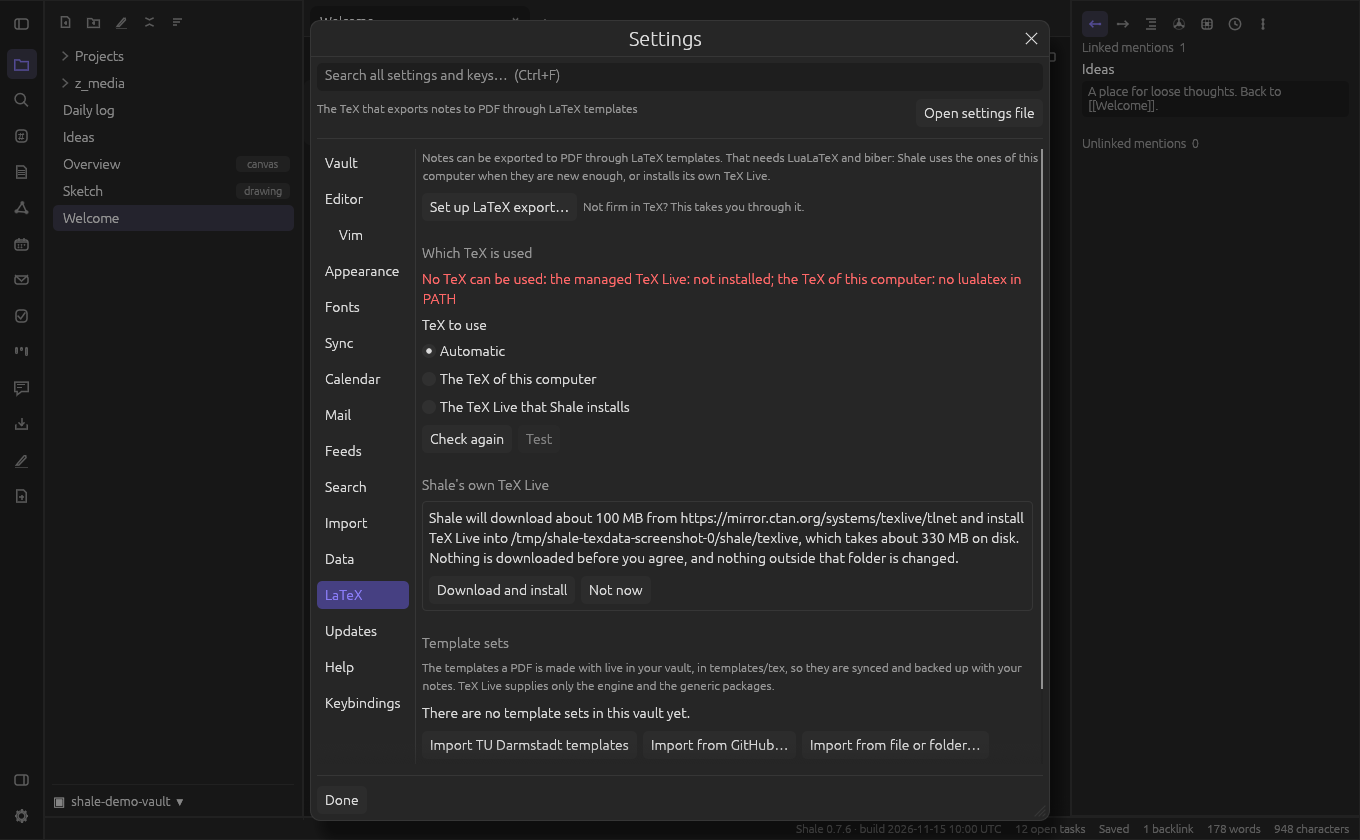 Settings
Search all settings and keys… (Ctrl+F)
The TeX that exports notes to PDF through LaTeX templates
Open settings file
Projects
z_media
Daily log
Ideas
Overview canvas
Sketch drawing
Welcome
shale-demo-vault
Vault
Editor
Vim
Appearance
Fonts
Sync
Calendar
Mail
Feeds
Search
Import
Data
LaTeX
Updates
Help
Keybindings
Notes can be exported to PDF through LaTeX templates. That needs LuaLaTeX and biber: Shale uses the ones of this
computer when they are new enough, or installs its own TeX Live.
Set up LaTeX export… Not firm in TeX? This takes you through it.
Which TeX is used
No TeX can be used: the managed TeX Live: not installed; the TeX of this computer: no lualatex in
PATH
TeX to use
Automatic
The TeX of this computer
The TeX Live that Shale installs
Check again Test
Shale's own TeX Live
Shale will download about 100 MB from https://mirror.ctan.org/systems/texlive/tlnet and install
TeX Live into /tmp/shale-texdata-screenshot-0/shale/texlive, which takes about 330 MB on disk.
Nothing is downloaded before you agree, and nothing outside that folder is changed.
Download and install Not now
Template sets
The templates a PDF is made with live in your vault, in templates/tex, so they are synced and backed up with your
notes. TeX Live supplies only the engine and the generic packages.
There are no template sets in this vault yet.
Import TU Darmstadt templates Import from GitHub… Import from file or folder…
Done
Linked mentions 1
Ideas
A place for loose thoughts. Back to
[[Welcome]].
Unlinked mentions 0
Shale 0.7.6 · build 2026-11-15 10:00 UTC 12 open tasks Saved 1 backlink 178 words 948 characters